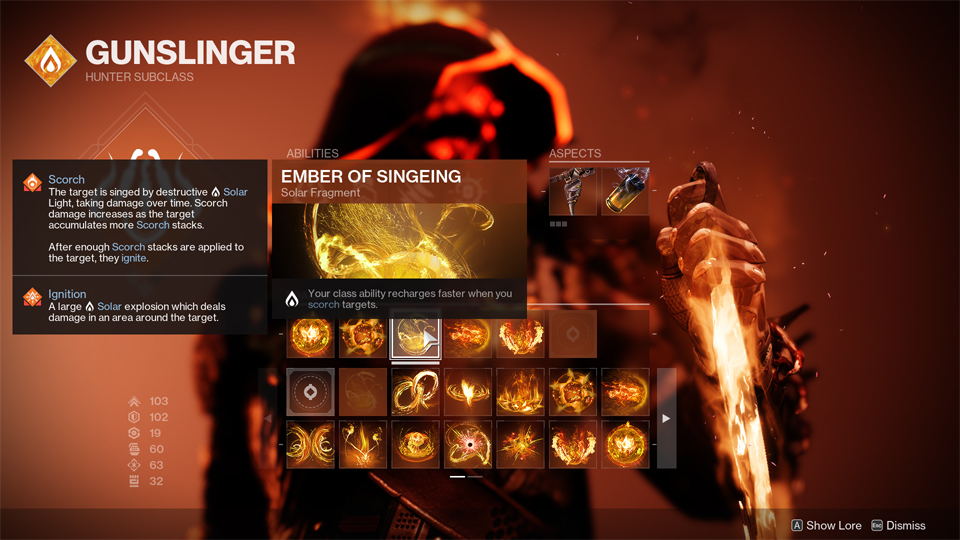 GUNSLINGER
HUNTER SUBCLASS
ABILITIES
ASPECTS
Scorch
The target is singed by destructive Solar
Light, taking damage over time. Scorch
damage increases as the target
accumulates more Scorch stacks.
After enough Scorch stacks are applied to
the target, they ignite.
Ignition
A large Solar explosion which deals
damage in an area around the target.
EMBER OF SINGEING
Solar Fragment
Your class ability recharges faster when you
scorch targets.
103
102
19
60
63
32
A Show Lore Esc Dismiss